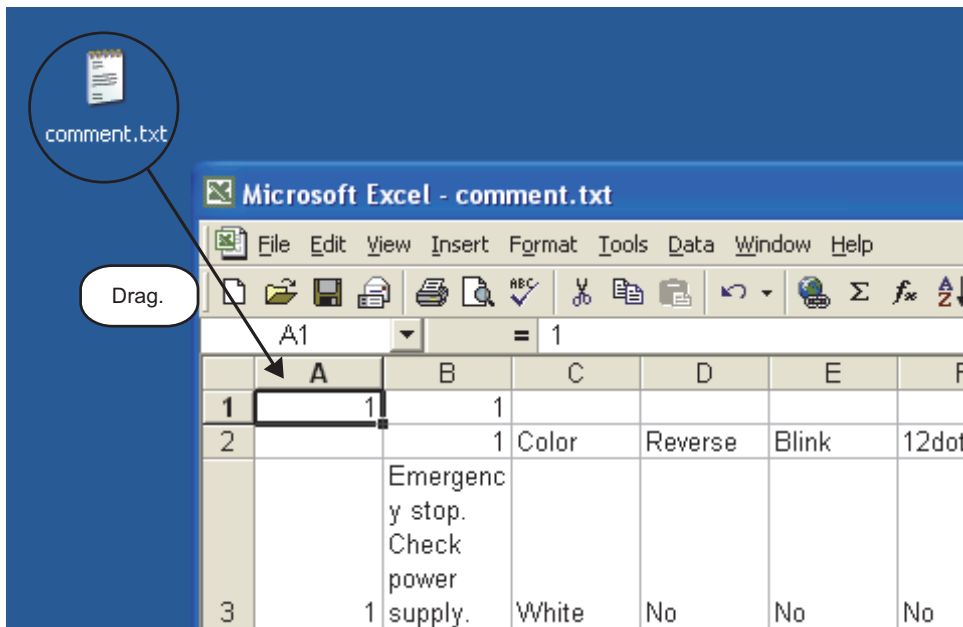 comment.txt
Microsoft Excel - comment.txt
File Edit View Insert Format Tools Data Window Help
Drag.
ABC Σ fx A Z
A1 = 1
A B C D E F
1 1 1
2 1 Color Reverse Blink 12dot
Emergenc
y stop.
Check
power
3 1 supply. White No No No